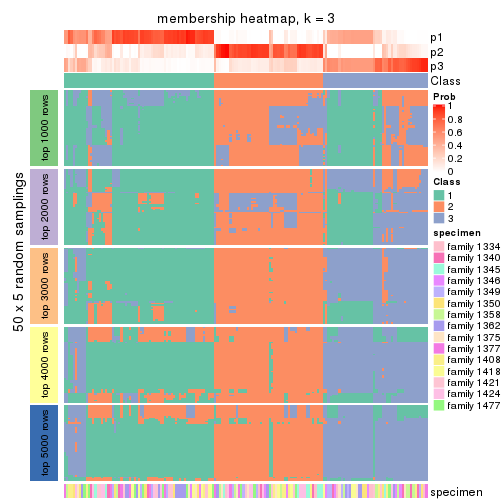 membership heatmap, k = 3
p1
p2
p3
Class
50 x 5 random samplings
top 1000 rows
top 2000 rows
top 3000 rows
top 4000 rows
top 5000 rows
specimen
Prob
1
0.8
0.6
0.4
0.2
0
Class
1
2
3
specimen
family 1334
family 1340
family 1345
family 1346
family 1349
family 1350
family 1358
family 1362
family 1375
family 1377
family 1408
family 1418
family 1421
family 1424
family 1477